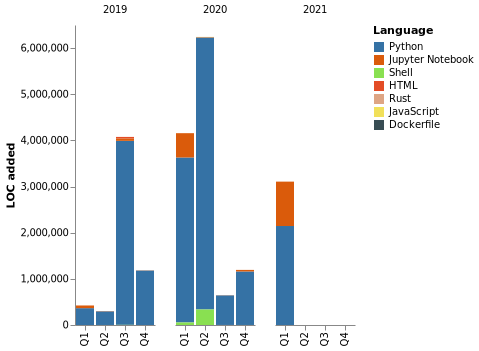 2019 2020 2021
Language
Python
Jupyter Notebook
Shell
HTML
Rust
JavaScript
Dockerfile
LOC added
6,000,000
5,000,000
4,000,000
3,000,000
2,000,000
1,000,000
0
Q1 Q2 Q3 Q4 Q1 Q2 Q3 Q4 Q1 Q2 Q3 Q4